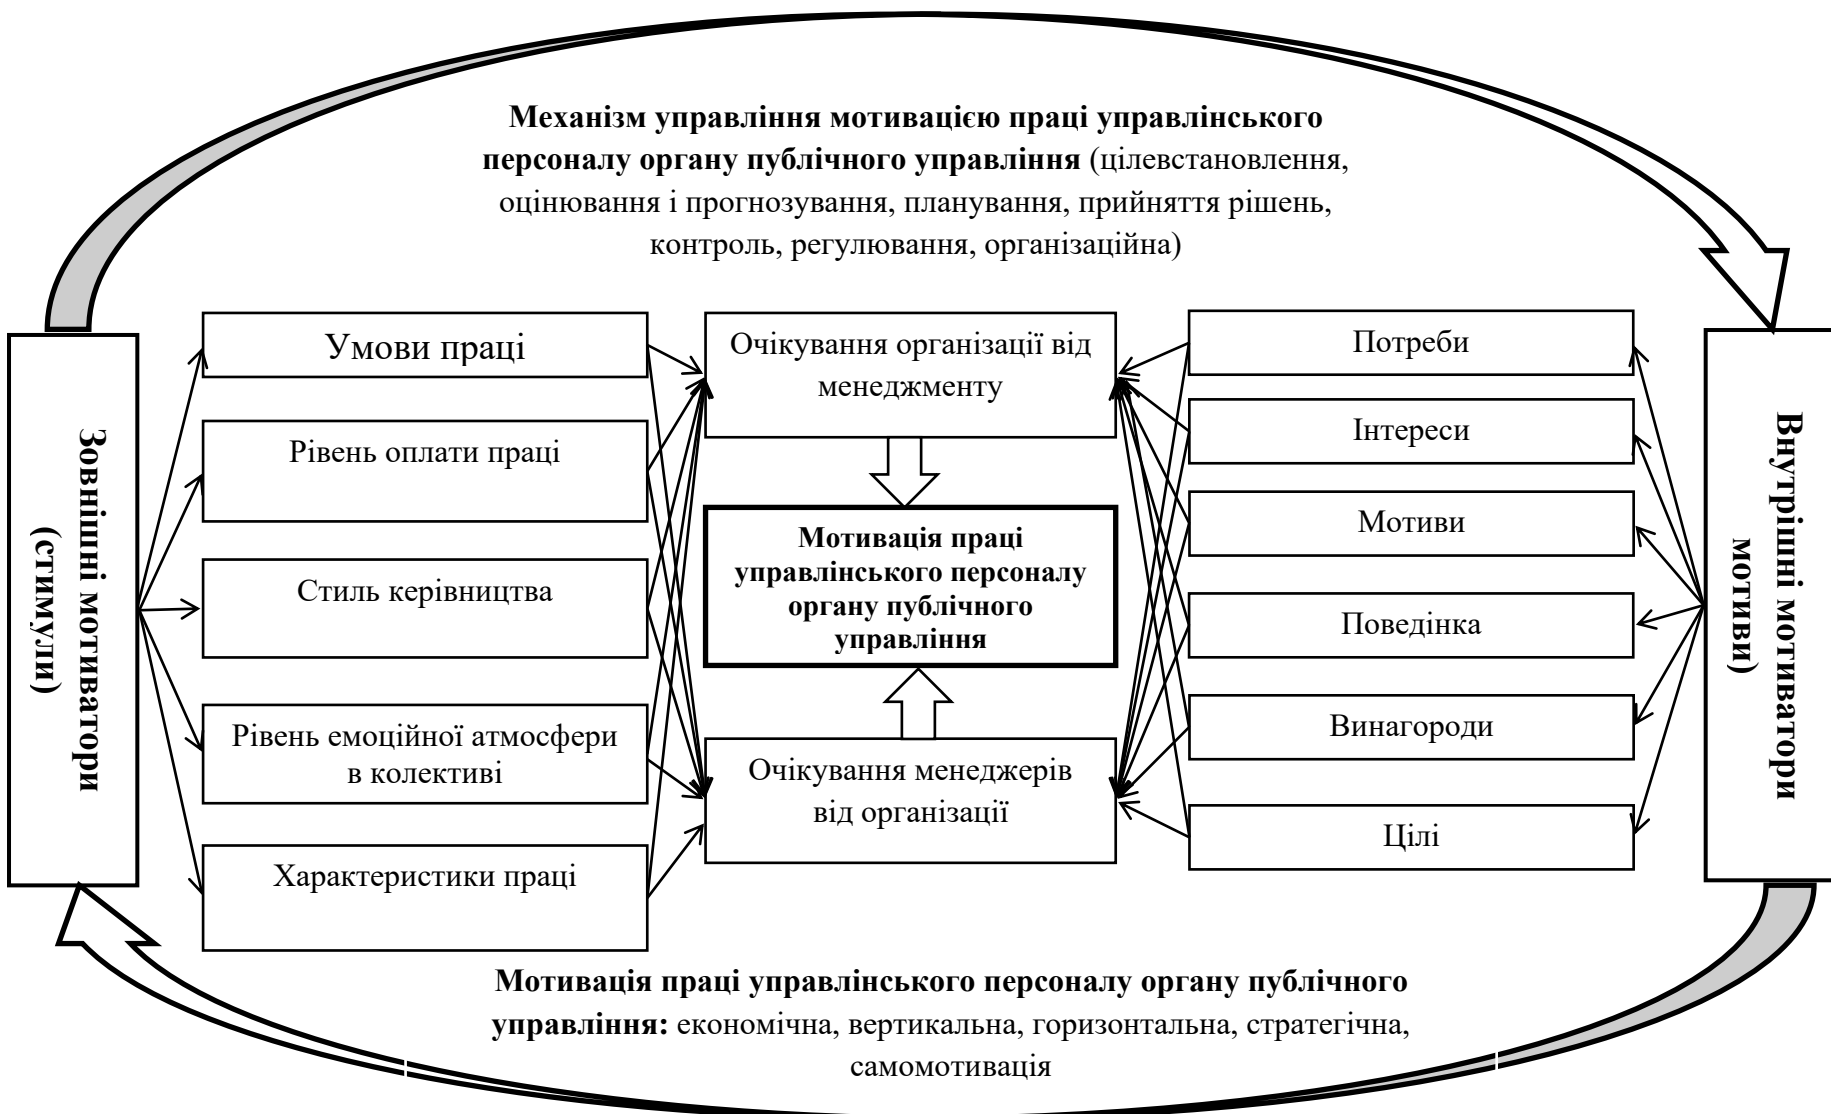 Механізм управління мотивацією праці управлінського
персоналу органу публічного управління (цілевстановлення,
оцінювання і прогнозування, планування, прийняття рішень,
контроль, регулювання, організаційна)
Зовнішні мотиватори
(стимули)
Умови праці
Рівень оплати праці
Стиль керівництва
Рівень емоційної атмосфери
в колективі
Характеристики праці
Очікування організації від
менеджменту
Мотивація праці
управлінського персоналу
органу публічного
управління
Очікування менеджерів
від організації
Потреби
Інтереси
Мотиви
Поведінка
Винагороди
Цілі
Внутрішні мотиватори
мотиви)
Мотивація праці управлінського персоналу органу публічного
управління: економічна, вертикальна, горизонтальна, стратегічна,
самомотивація